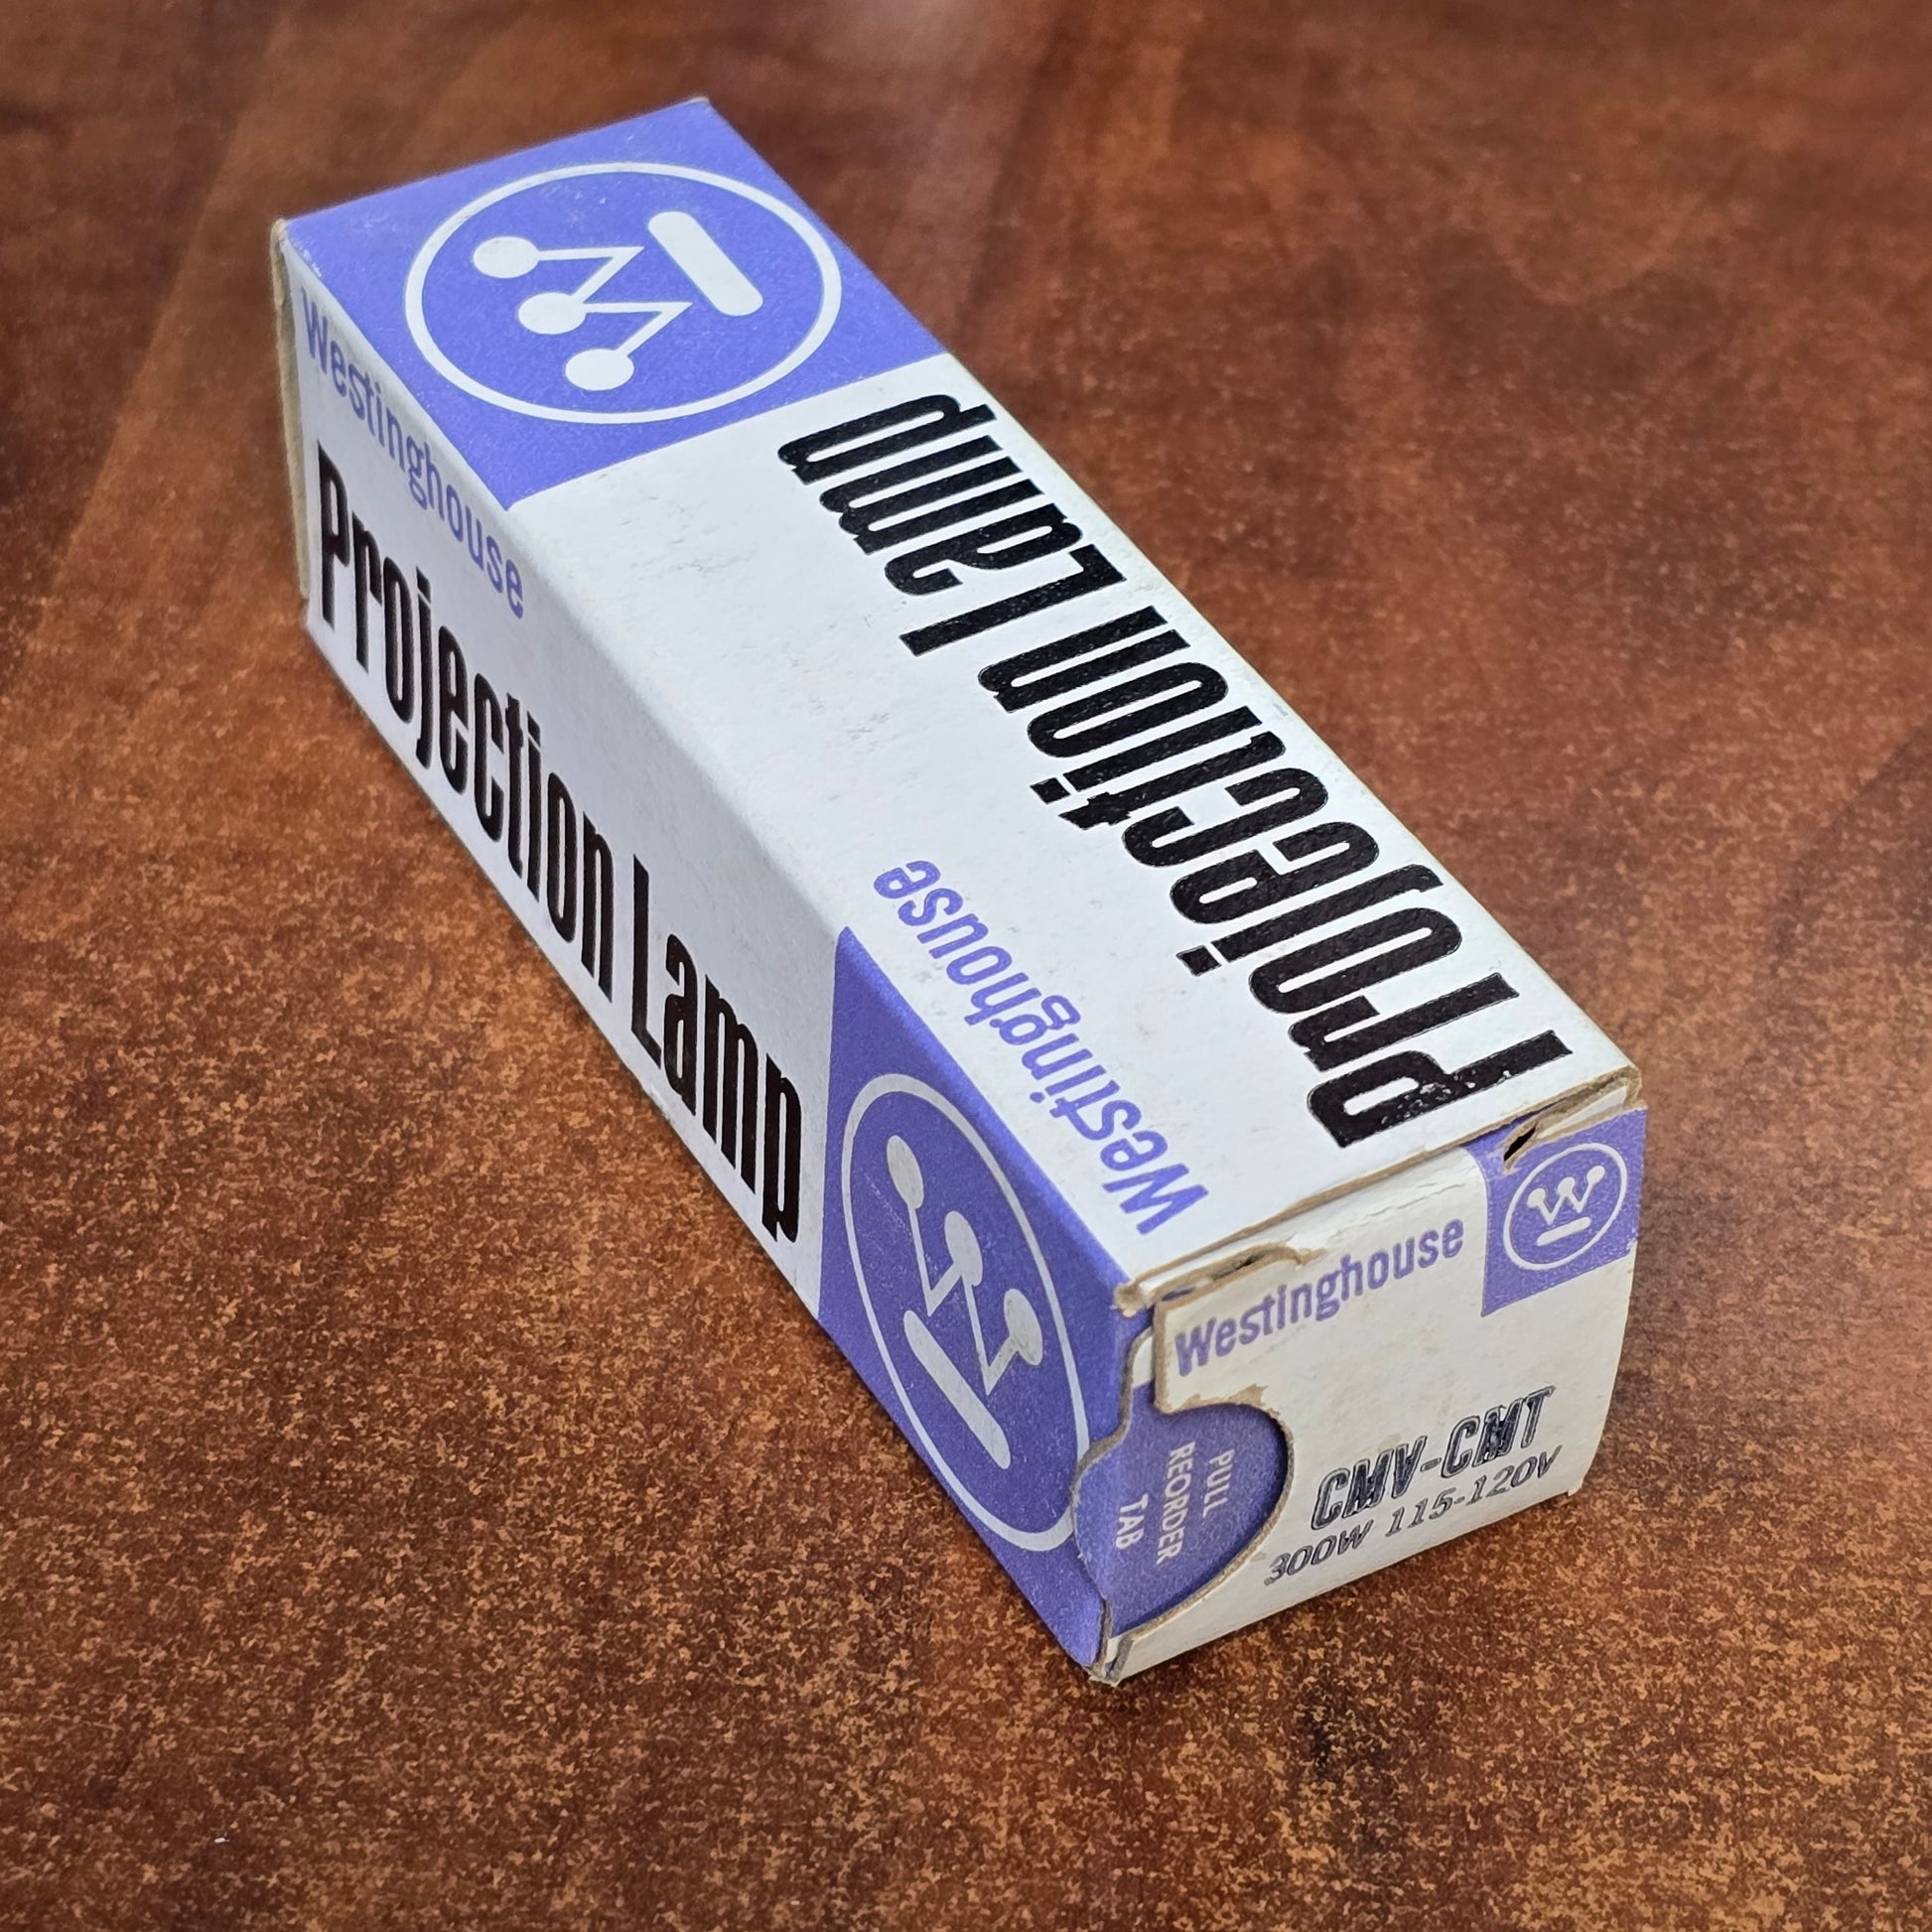 Westinghouse
Projection Lamp
Projection Lamp
Westinghouse
Westinghouse
W
CMV-CMT
300W 115-120V
PULL
REORDER
TAB